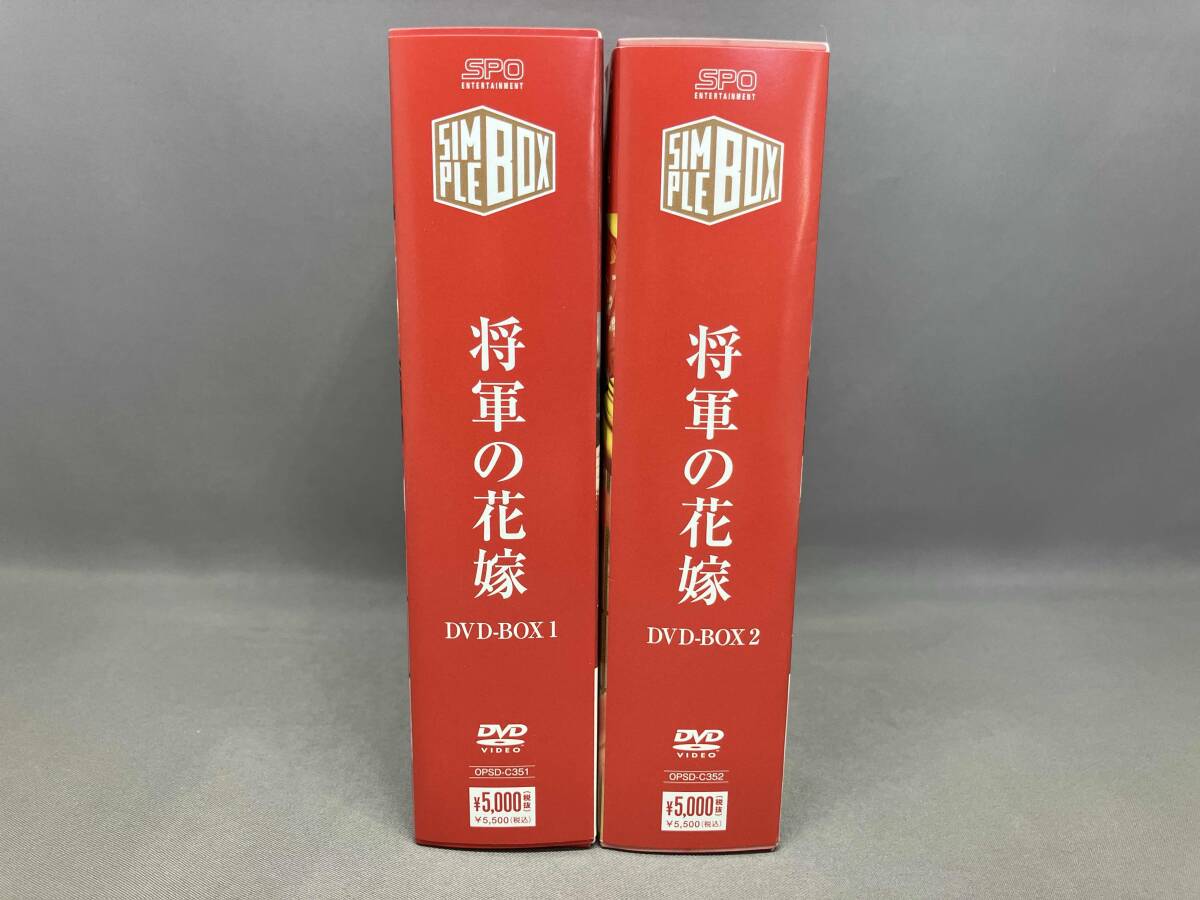 SPO
ENTERTAINMENT
SIM
PLE
BOX
将軍の花嫁
DVD-BOX 1
DVD
VIDEO
OPSD-C351
¥5,000(税抜)
¥5,500(税込)
SPO
ENTERTAINMENT
SIM
PLE
BOX
将軍の花嫁
DVD-BOX 2
DVD
VIDEO
OPSD-C352
¥5,000(税抜)
¥5,500(税込)